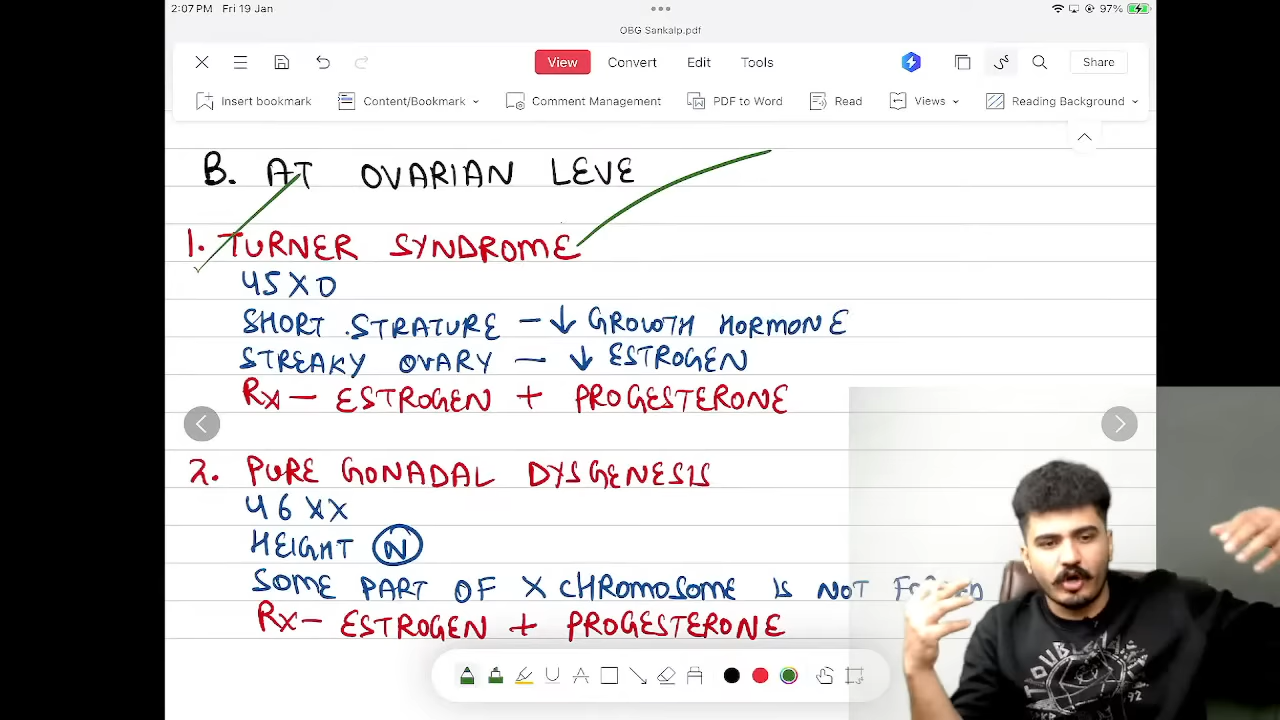 2:07 PM Fri 19 Jan
97%
OBG Sankalp.pdf
View Convert Edit Tools Share
Insert bookmark Content/Bookmark Comment Management PDF to Word Read Views Reading Background
B. AT OVARIAN LEVE
1. TURNER SYNDROME
45 XO
SHORT STRATURE - ↓ GROWTH HORMONE
STREAKY OVARY - ↓ ESTROGEN
Rx - ESTROGEN + PROGESTERONE
2. PURE GONADAL DYSGENESIS
46 XX
HEIGHT N
SOME PART OF X CHROMOSOME IS NOT
Rx - ESTROGEN + PROGESTERONE